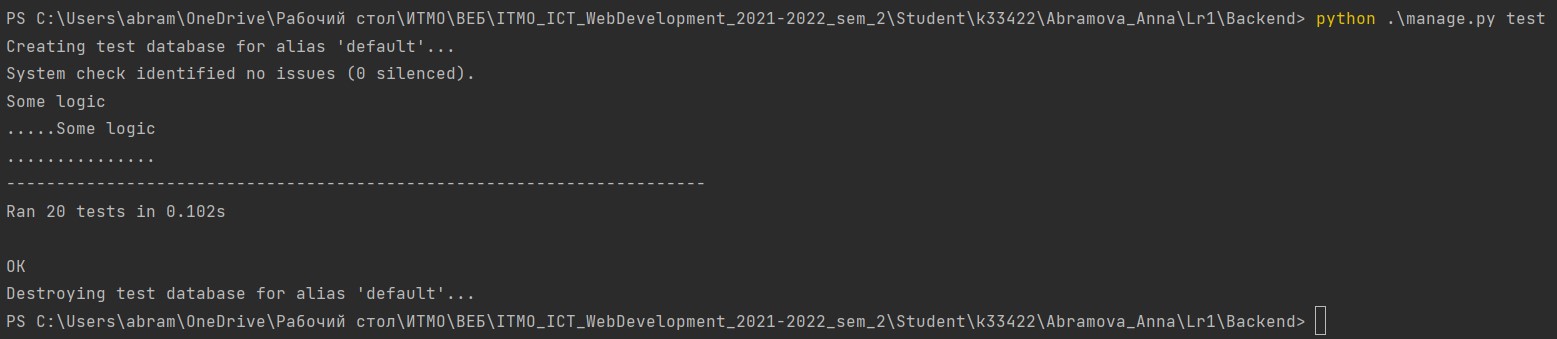 PS C:\Users\abram\OneDrive\Рабочий стол\ИТМО\ВЕБ\ITMO_ICT_WebDevelopment_2021-2022_sem_2\Student\k33422\Abramova_Anna\Lr1\Backend> python .\manage.py test
Creating test database for alias 'default'...
System check identified no issues (0 silenced).
Some logic
.....Some logic
...............
----------------------------------------------------------------------
Ran 20 tests in 0.102s

OK
Destroying test database for alias 'default'...
PS C:\Users\abram\OneDrive\Рабочий стол\ИТМО\ВЕБ\ITMO_ICT_WebDevelopment_2021-2022_sem_2\Student\k33422\Abramova_Anna\Lr1\Backend>